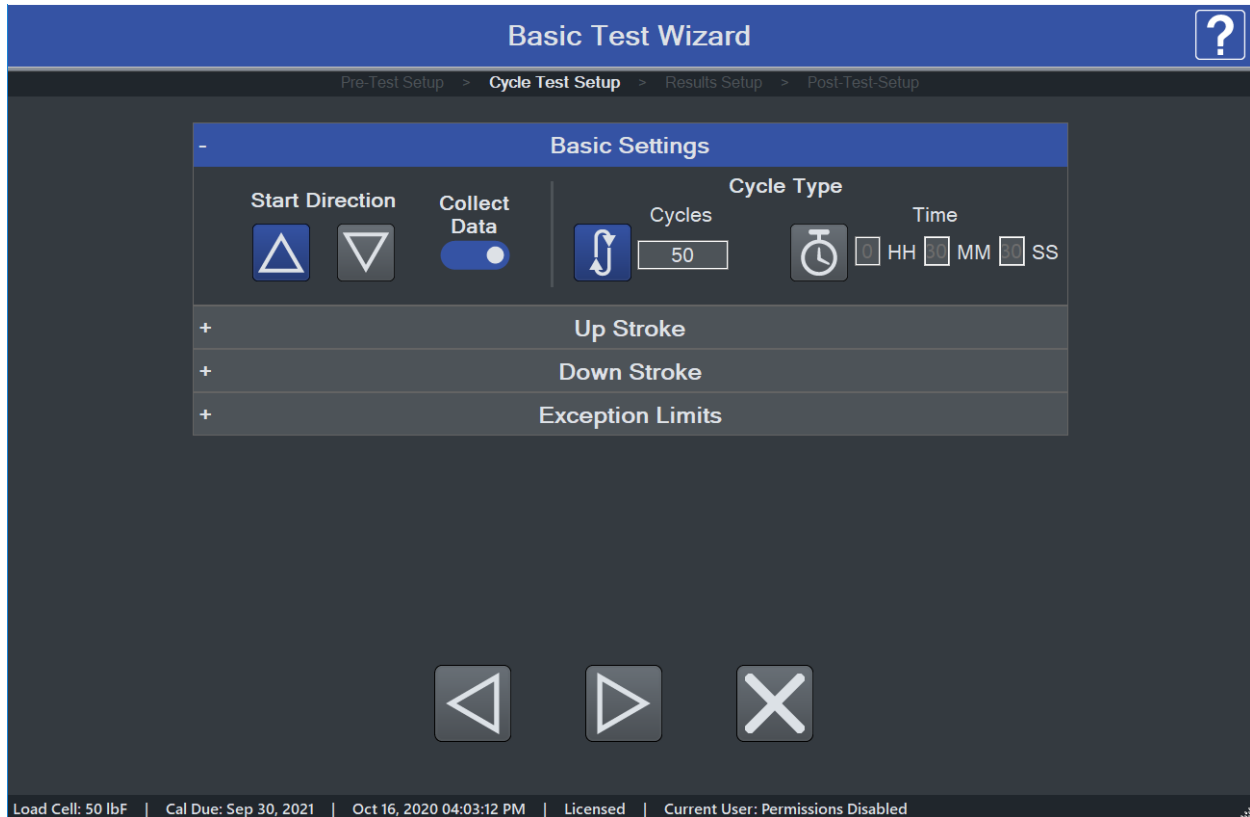 Basic Test Wizard
?
Pre-Test Setup > Cycle Test Setup > Results Setup > Post-Test-Setup
- Basic Settings
Start Direction
Collect
Data
Cycle Type
Cycles
50
Time
0 HH 30 MM 30 SS
+ Up Stroke
+ Down Stroke
+ Exception Limits
Load Cell: 50 lbF | Cal Due: Sep 30, 2021 | Oct 16, 2020 04:03:12 PM | Licensed | Current User: Permissions Disabled